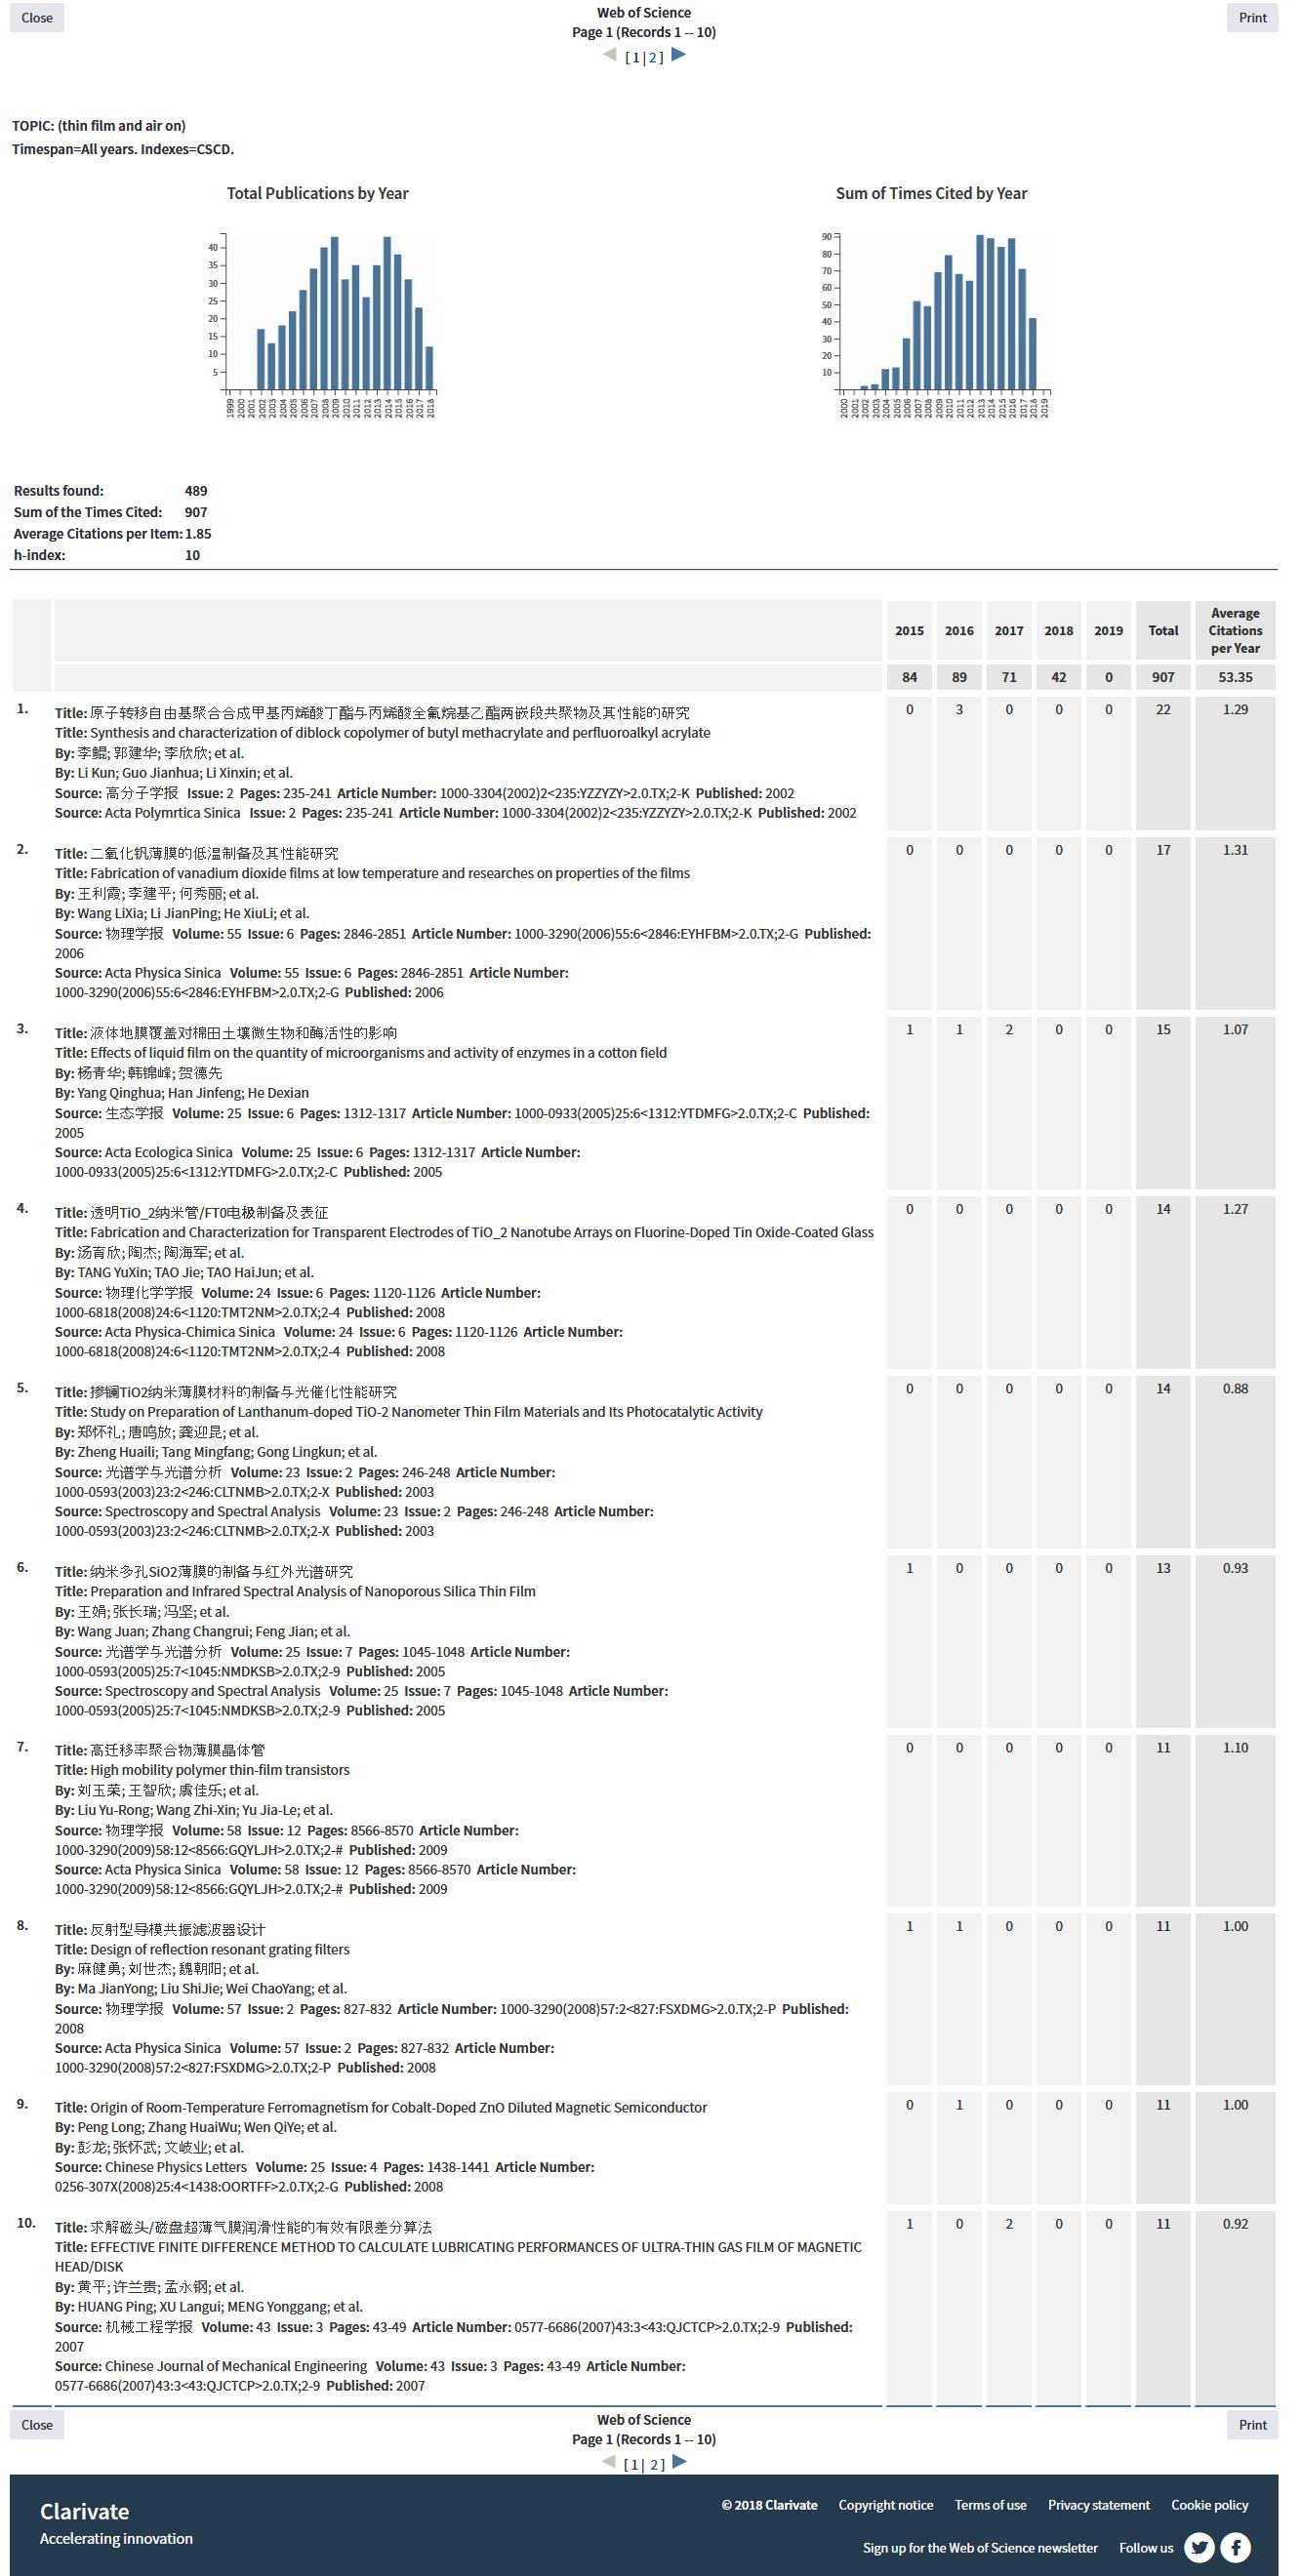 Close
Web of Science
Print
Page 1 (Records 1 -- 10)
[ 1 | 2 ]
TOPIC: (thin film and air on)
Timespan=All years. Indexes=CSCD.
Total Publications by Year
40
35
30
25
20
15
10
5
1999 2000 2001 2002 2003 2004 2005 2006 2007 2008 2009 2010 2011 2012 2013 2014 2015 2016 2017 2018
Sum of Times Cited by Year
90
80
70
60
50
40
30
20
10
2000 2001 2002 2003 2004 2005 2006 2007 2008 2009 2010 2011 2012 2013 2014 2015 2016 2017 2018 2019
Results found: 489
Sum of the Times Cited: 907
Average Citations per Item: 1.85
h-index: 10
2015 2016 2017 2018 2019 Total Average Citations per Year
84 89 71 42 0 907 53.35
1. Title: 原子转移自由基聚合合成甲基丙烯酸丁酯与丙烯酸全氟烷基乙酯两嵌段共聚物及其性能的研究 0 3 0 0 0 22 1.29
Title: Synthesis and characterization of diblock copolymer of butyl methacrylate and perfluoroalkyl acrylate
By: 李鲲; 郭建华; 李欣欣; et al.
By: Li Kun; Guo Jianhua; Li Xinxin; et al.
Source: 高分子学报 Issue: 2 Pages: 235-241 Article Number: 1000-3304(2002)2<235:YZZYZY>2.0.TX;2-K Published: 2002
Source: Acta Polymrtica Sinica Issue: 2 Pages: 235-241 Article Number: 1000-3304(2002)2<235:YZZYZY>2.0.TX;2-K Published: 2002
2. Title: 二氧化钒薄膜的低温制备及其性能研究 0 0 0 0 0 17 1.31
Title: Fabrication of vanadium dioxide films at low temperature and researches on properties of the films
By: 王利霞; 李建平; 何秀丽; et al.
By: Wang LiXia; Li JianPing; He XiuLi; et al.
Source: 物理学报 Volume: 55 Issue: 6 Pages: 2846-2851 Article Number: 1000-3290(2006)55:6<2846:EYHFBM>2.0.TX;2-G Published:
2006
Source: Acta Physica Sinica Volume: 55 Issue: 6 Pages: 2846-2851 Article Number:
1000-3290(2006)55:6<2846:EYHFBM>2.0.TX;2-G Published: 2006
3. Title: 液体地膜覆盖对棉田土壤微生物和酶活性的影响 1 1 2 0 0 15 1.07
Title: Effects of liquid film on the quantity of microorganisms and activity of enzymes in a cotton field
By: 杨青华; 韩锦峰; 贺德先
By: Yang Qinghua; Han Jinfeng; He Dexian
Source: 生态学报 Volume: 25 Issue: 6 Pages: 1312-1317 Article Number: 1000-0933(2005)25:6<1312:YTDMFG>2.0.TX;2-C Published:
2005
Source: Acta Ecologica Sinica Volume: 25 Issue: 6 Pages: 1312-1317 Article Number:
1000-0933(2005)25:6<1312:YTDMFG>2.0.TX;2-C Published: 2005
4. Title: 透明TiO_2纳米管/FT0电极制备及表征 0 0 0 0 0 14 1.27
Title: Fabrication and Characterization for Transparent Electrodes of TiO_2 Nanotube Arrays on Fluorine-Doped Tin Oxide-Coated Glass
By: 汤育欣; 陶杰; 陶海军; et al.
By: TANG YuXin; TAO Jie; TAO HaiJun; et al.
Source: 物理化学学报 Volume: 24 Issue: 6 Pages: 1120-1126 Article Number:
1000-6818(2008)24:6<1120:TMT2NM>2.0.TX;2-4 Published: 2008
Source: Acta Physica-Chimica Sinica Volume: 24 Issue: 6 Pages: 1120-1126 Article Number:
1000-6818(2008)24:6<1120:TMT2NM>2.0.TX;2-4 Published: 2008
5. Title: 掺镧TiO2纳米薄膜材料的制备与光催化性能研究 0 0 0 0 0 14 0.88
Title: Study on Preparation of Lanthanum-doped TiO-2 Nanometer Thin Film Materials and Its Photocatalytic Activity
By: 郑怀礼; 唐鸣放; 龚迎昆; et al.
By: Zheng Huaili; Tang Mingfang; Gong Lingkun; et al.
Source: 光谱学与光谱分析 Volume: 23 Issue: 2 Pages: 246-248 Article Number:
1000-0593(2003)23:2<246:CLTNMB>2.0.TX;2-X Published: 2003
Source: Spectroscopy and Spectral Analysis Volume: 23 Issue: 2 Pages: 246-248 Article Number:
1000-0593(2003)23:2<246:CLTNMB>2.0.TX;2-X Published: 2003
6. Title: 纳米多孔SiO2薄膜的制备与红外光谱研究 1 0 0 0 0 13 0.93
Title: Preparation and Infrared Spectral Analysis of Nanoporous Silica Thin Film
By: 王娟; 张长瑞; 冯坚; et al.
By: Wang Juan; Zhang Changrui; Feng Jian; et al.
Source: 光谱学与光谱分析 Volume: 25 Issue: 7 Pages: 1045-1048 Article Number:
1000-0593(2005)25:7<1045:NMDKSB>2.0.TX;2-9 Published: 2005
Source: Spectroscopy and Spectral Analysis Volume: 25 Issue: 7 Pages: 1045-1048 Article Number:
1000-0593(2005)25:7<1045:NMDKSB>2.0.TX;2-9 Published: 2005
7. Title: 高迁移率聚合物薄膜晶体管 0 0 0 0 0 11 1.10
Title: High mobility polymer thin-film transistors
By: 刘玉荣; 王智欣; 虞佳乐; et al.
By: Liu Yu-Rong; Wang Zhi-Xin; Yu Jia-Le; et al.
Source: 物理学报 Volume: 58 Issue: 12 Pages: 8566-8570 Article Number:
1000-3290(2009)58:12<8566:GQYLJH>2.0.TX;2-# Published: 2009
Source: Acta Physica Sinica Volume: 58 Issue: 12 Pages: 8566-8570 Article Number:
1000-3290(2009)58:12<8566:GQYLJH>2.0.TX;2-# Published: 2009
8. Title: 反射型导模共振滤波器设计 1 1 0 0 0 11 1.00
Title: Design of reflection resonant grating filters
By: 麻健勇; 刘世杰; 魏朝阳; et al.
By: Ma JianYong; Liu ShiJie; Wei ChaoYang; et al.
Source: 物理学报 Volume: 57 Issue: 2 Pages: 827-832 Article Number: 1000-3290(2008)57:2<827:FSXDMG>2.0.TX;2-P Published:
2008
Source: Acta Physica Sinica Volume: 57 Issue: 2 Pages: 827-832 Article Number:
1000-3290(2008)57:2<827:FSXDMG>2.0.TX;2-P Published: 2008
9. Title: Origin of Room-Temperature Ferromagnetism for Cobalt-Doped ZnO Diluted Magnetic Semiconductor 0 1 0 0 0 11 1.00
By: Peng Long; Zhang HuaiWu; Wen QiYe; et al.
By: 彭龙; 张怀武; 文岐业; et al.
Source: Chinese Physics Letters Volume: 25 Issue: 4 Pages: 1438-1441 Article Number:
0256-307X(2008)25:4<1438:OORTFF>2.0.TX;2-G Published: 2008
10. Title: 求解磁头/磁盘超薄气膜润滑性能的有效有限差分算法 1 0 2 0 0 11 0.92
Title: EFFECTIVE FINITE DIFFERENCE METHOD TO CALCULATE LUBRICATING PERFORMANCES OF ULTRA-THIN GAS FILM OF MAGNETIC
HEAD/DISK
By: 黄平; 许兰贵; 孟永钢; et al.
By: HUANG Ping; XU Langui; MENG Yonggang; et al.
Source: 机械工程学报 Volume: 43 Issue: 3 Pages: 43-49 Article Number: 0577-6686(2007)43:3<43:QJCTCP>2.0.TX;2-9 Published:
2007
Source: Chinese Journal of Mechanical Engineering Volume: 43 Issue: 3 Pages: 43-49 Article Number:
0577-6686(2007)43:3<43:QJCTCP>2.0.TX;2-9 Published: 2007
Close
Web of Science
Print
Page 1 (Records 1 -- 10)
[ 1 | 2 ]
Clarivate
Accelerating innovation
© 2018 Clarivate Copyright notice Terms of use Privacy statement Cookie policy
Sign up for the Web of Science newsletter Follow us